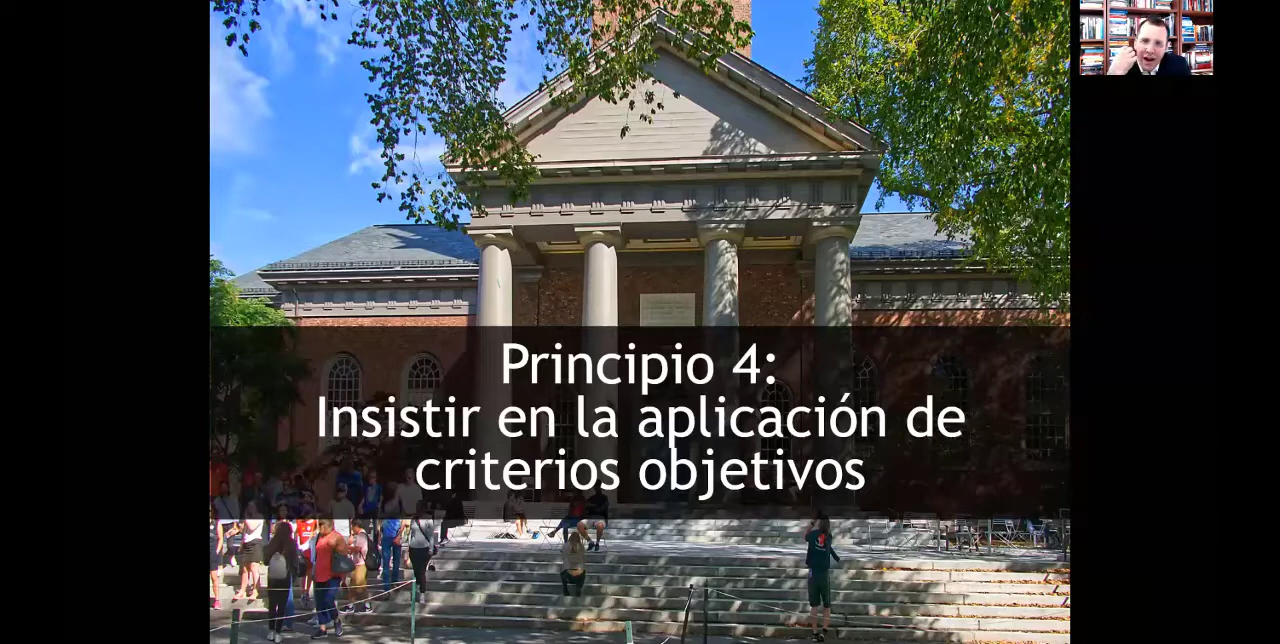 Principio 4:
Insistir en la aplicación de
criterios objetivos